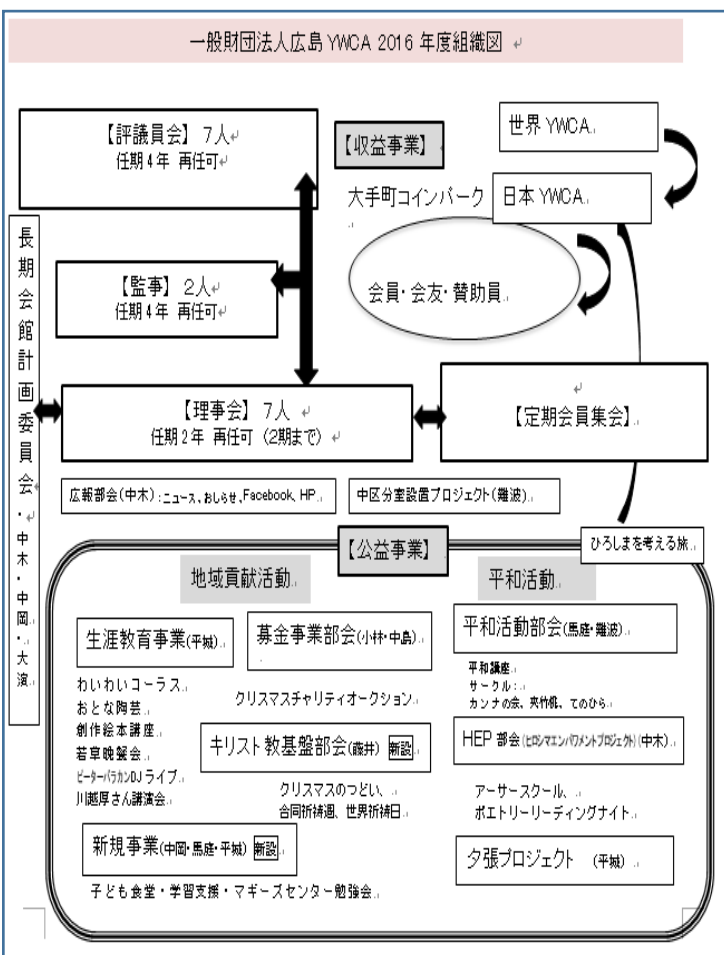 一般財団法人広島YWCA 2016年度組織図
【評議員会】7人
任期4年 再任可
【収益事業】
大手町コインパーク
世界YWCA
日本YWCA
会員・会友・賛助員
【監事】2人
任期4年 再任可
長期会館計画委員会・中木・中岡・大濱
【理事会】7人
任期2年 再任可（2期まで）
【定期会員集会】
広報部会(中木)：ニュース、おしらせ、Facebook、HP
中区分室設置プロジェクト(難波)
ひろしまを考える旅
【公益事業】
地域貢献活動
平和活動
生涯教育事業(平城)
わいわいコーラス
おとな陶芸
創作絵本講座
若草晩餐会
ピーターバラカンDJライブ
川越厚さん講演会
募金事業部会(小林・中島)
クリスマスチャリティオークション
キリスト教基盤部会(藤井) 新設
クリスマスのつどい、
合同祈祷週、世界祈祷日
新規事業(中岡・馬庭・平城) 新設
子ども食堂・学習支援・マギーズセンター勉強会
平和活動部会(馬庭・難波)
平和講座
サークル：
カンナの会、夾竹桃、てのひら
HEP部会(ヒロシマエンパワメントプロジェクト)(中木)
アーサースクール、
ポエトリーリーディングナイト
夕張プロジェクト （平城）